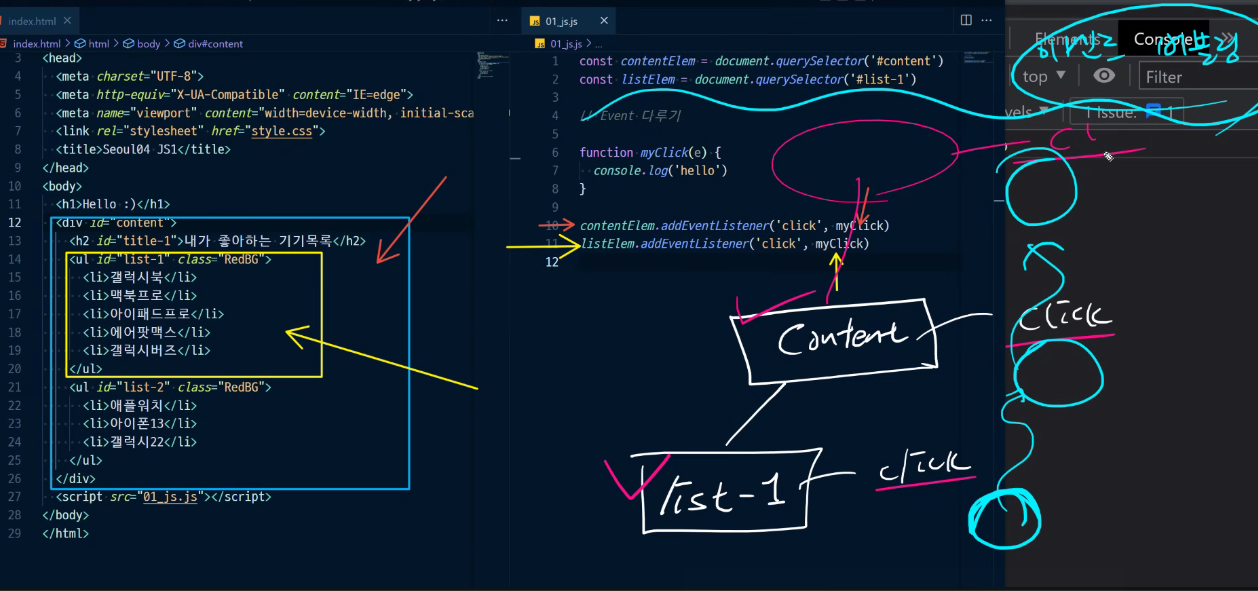 index.html
index.html > html > body > div#content
3 <head>
4 <meta charset="UTF-8">
5 <meta http-equiv="X-UA-Compatible" content="IE=edge">
6 <meta name="viewport" content="width=device-width, initial-sca
7 <link rel="stylesheet" href="style.css">
8 <title>Seoul04 JS1</title>
9 </head>
10 <body>
11 <h1>Hello :)</h1>
12 <div id="content">
13 <h2 id="title-1">내가 좋아하는 기기목록</h2>
14 <ul id="list-1" class="RedBG">
15 <li>갤럭시북</li>
16 <li>맥북프로</li>
17 <li>아이패드프로</li>
18 <li>에어팟맥스</li>
19 <li>갤럭시버즈</li>
20 </ul>
21 <ul id="list-2" class="RedBG">
22 <li>애플워치</li>
23 <li>아이폰13</li>
24 <li>갤럭시22</li>
25 </ul>
26 </div>
27 <script src="01_js.js"></script>
28 </body>
29 </html>
JS 01_js.js
JS 01_js.js > ...
1 const contentElem = document.querySelector('#content')
2 const listElem = document.querySelector('#list-1')
3
4 // Event 다루기
5
6 function myClick(e) {
7 console.log('hello')
8 }
9
10 contentElem.addEventListener('click', myClick)
11 listElem.addEventListener('click', myClick)
12
Content
click
list-1
click
Elements Console
버블링
top Filter
vels 1 Issue: 1
cl